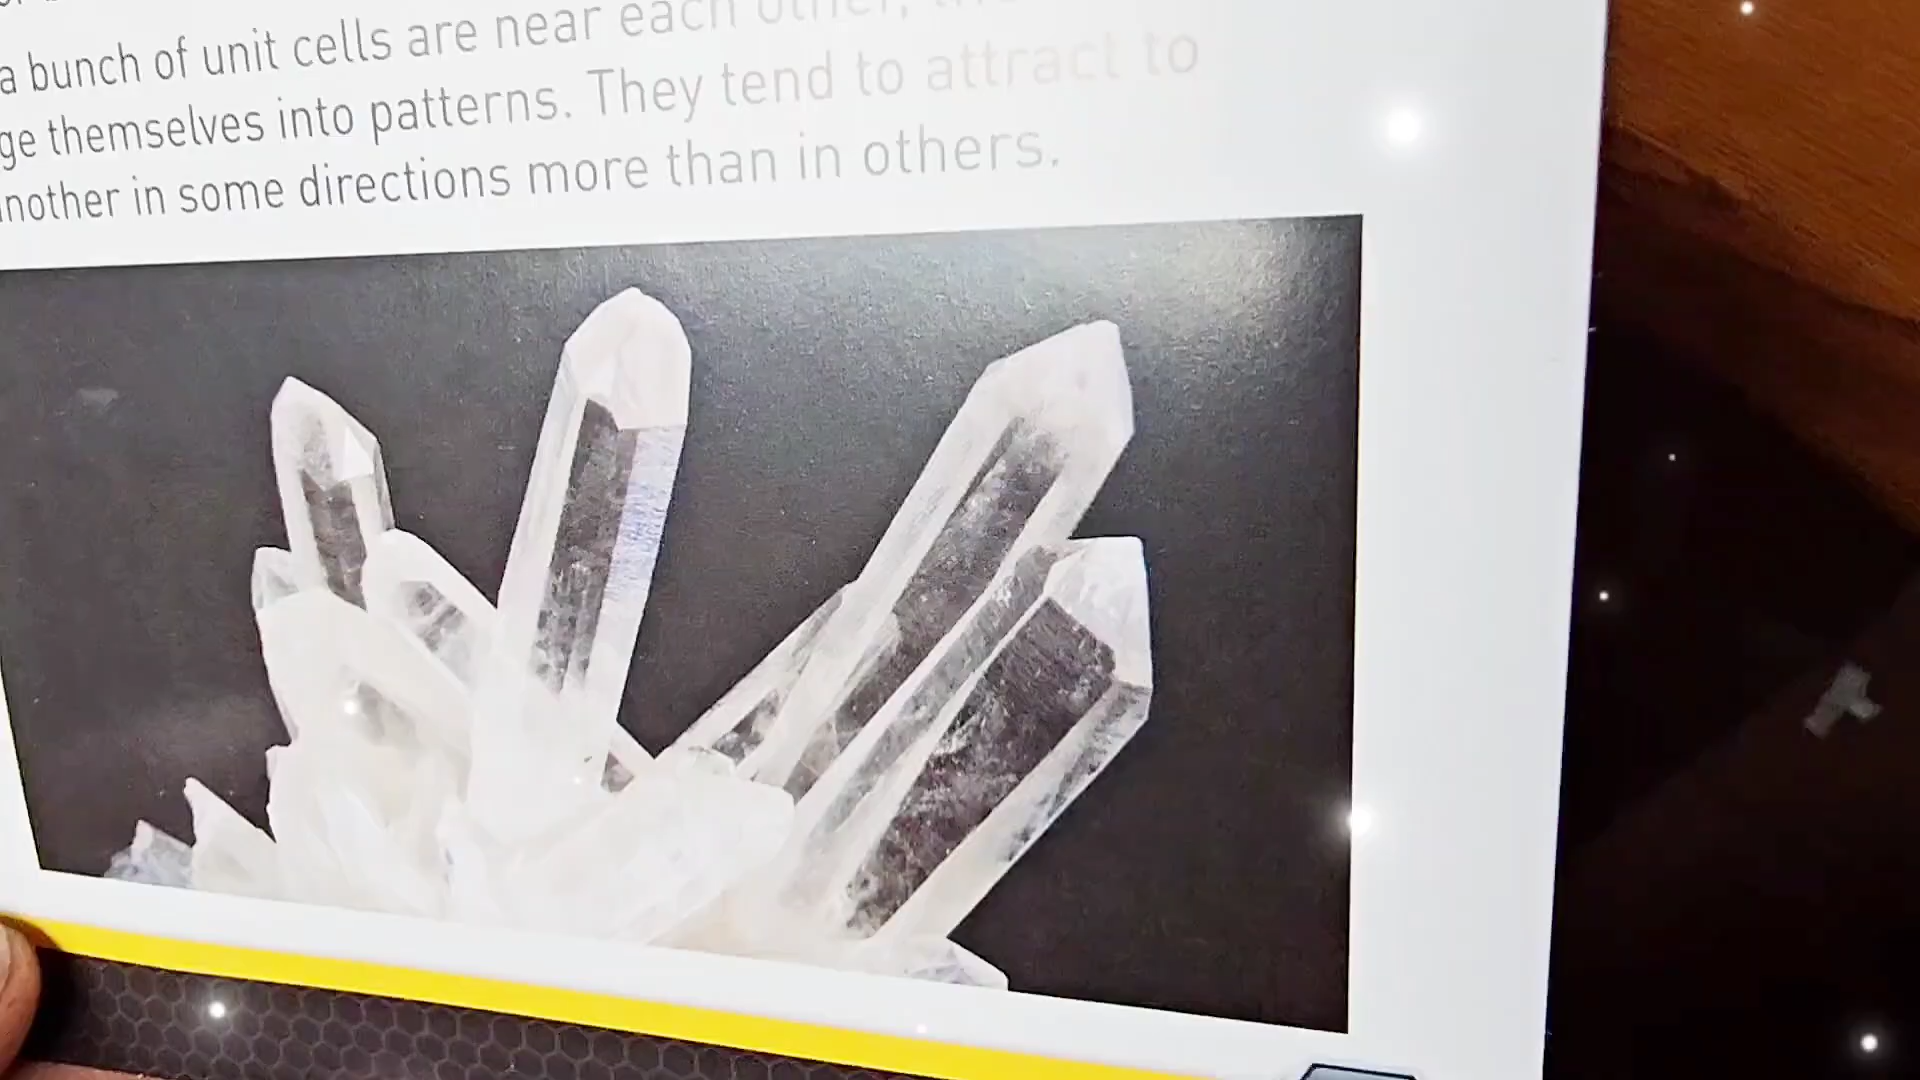 a bunch of unit cells are near each other,
ge themselves into patterns. They tend to attract to
nother in some directions more than in others.